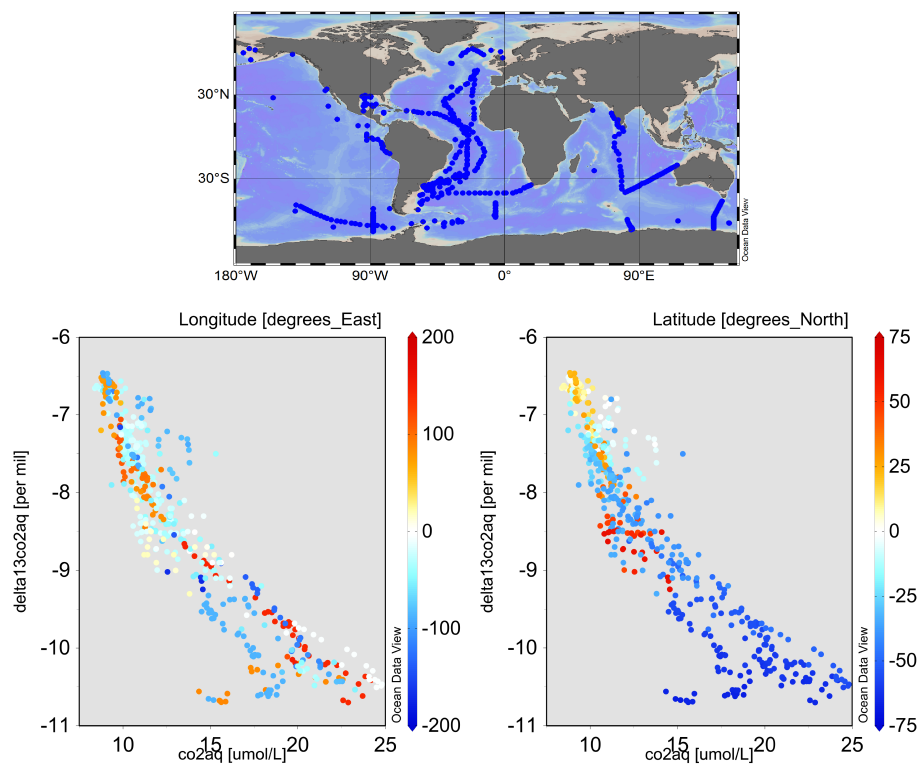 30°N
30°S
180°W
90°W
0°
90°E
Ocean Data View
Longitude [degrees_East]
-6
-7
-8
-9
-10
-11
delta13co2aq [per mil]
10
15
20
25
co2aq [umol/L]
200
100
0
-100
-200
Ocean Data View
Latitude [degrees_North]
-6
-7
-8
-9
-10
-11
delta13co2aq [per mil]
10
15
20
25
co2aq [umol/L]
75
50
25
0
-25
-50
-75
Ocean Data View